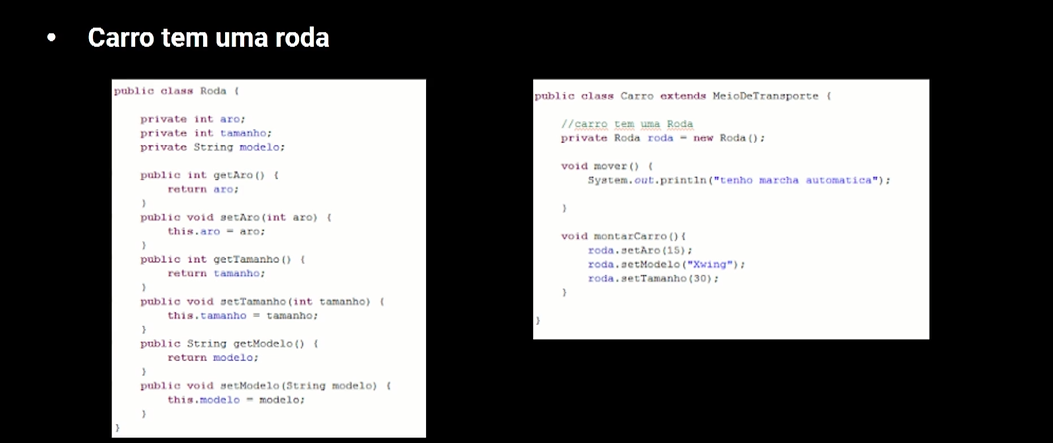 • Carro tem uma roda
public class Roda {
private int aro;
private int tamanho;
private String modelo;
public int getAro() {
return aro;
}
public void setAro(int aro) {
this.aro = aro;
}
public int getTamanho() {
return tamanho;
}
public void setTamanho(int tamanho) {
this.tamanho = tamanho;
}
public String getModelo() {
return modelo;
}
public void setModelo(String modelo) {
this.modelo = modelo;
}
}
public class Carro extends MeioDeTransporte {
//carro tem uma Roda
private Roda roda = new Roda();
void mover() {
System.out.println("tenho marcha automatica");
}
void montarCarro(){
roda.setAro(15);
roda.setModelo("Xwing");
roda.setTamanho(30);
}
}